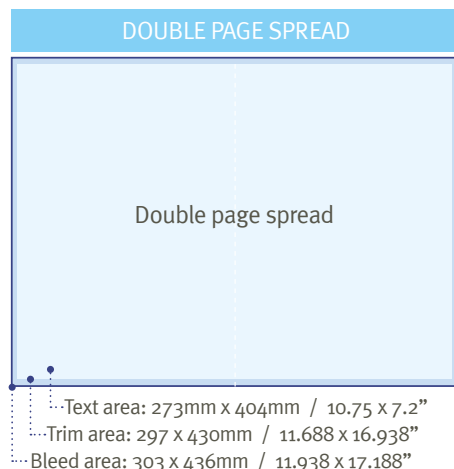 DOUBLE PAGE SPREAD
Double page spread
Text area: 273mm x 404mm / 10.75 x 7.2”
Trim area: 297 x 430mm / 11.688 x 16.938”
Bleed area: 303 x 436mm / 11.938 x 17.188”